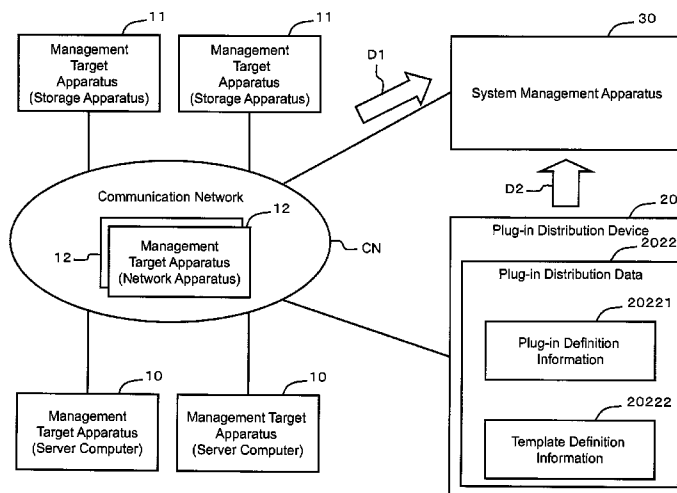 11
11
30
Management
Target
Apparatus
(Storage Apparatus)
Management
Target
Apparatus
(Storage Apparatus)
D1
System Management Apparatus
Communication Network
12
12
Management
Target Apparatus
(Network Apparatus)
CN
D2
20
Plug-in Distribution Device
2022
Plug-in Distribution Data
20221
Plug-in Definition
Information
20222
Template Definition
Information
10
10
Management
Target Apparatus
(Server Computer)
Management Target
Apparatus
(Server Computer)